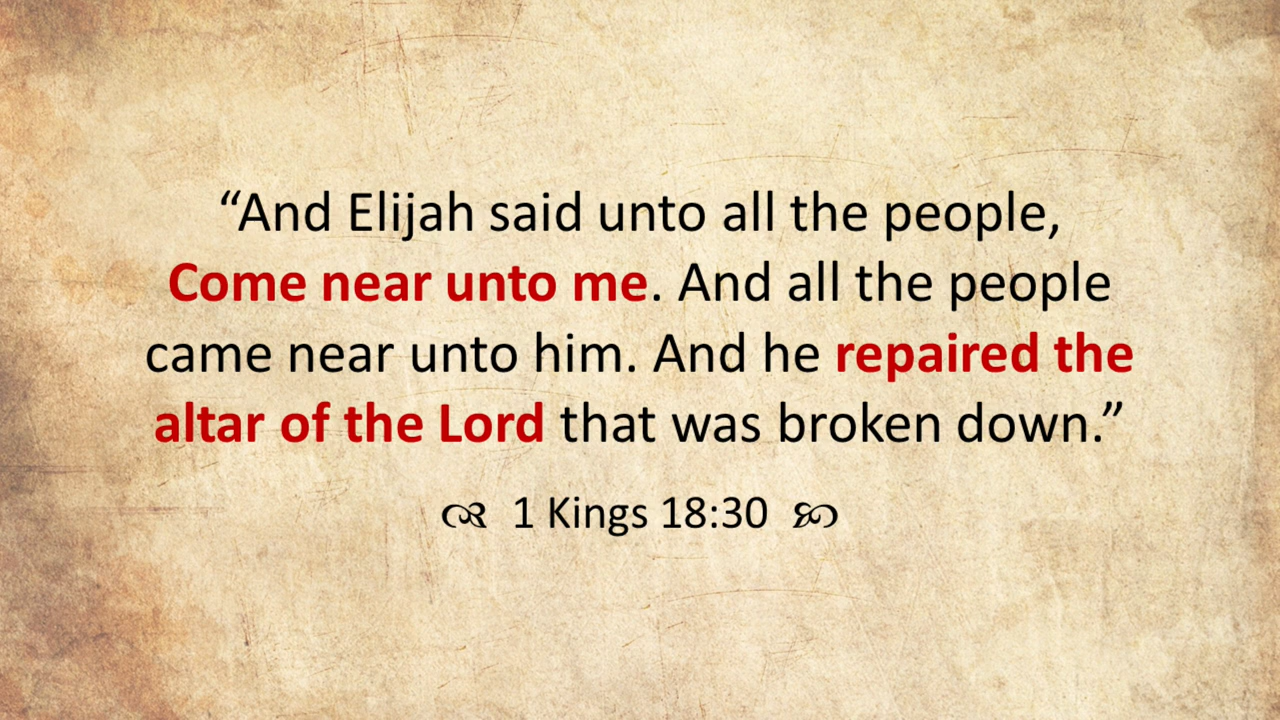 “And Elijah said unto all the people,
Come near unto me. And all the people
came near unto him. And he repaired the
altar of the Lord that was broken down.”
1 Kings 18:30